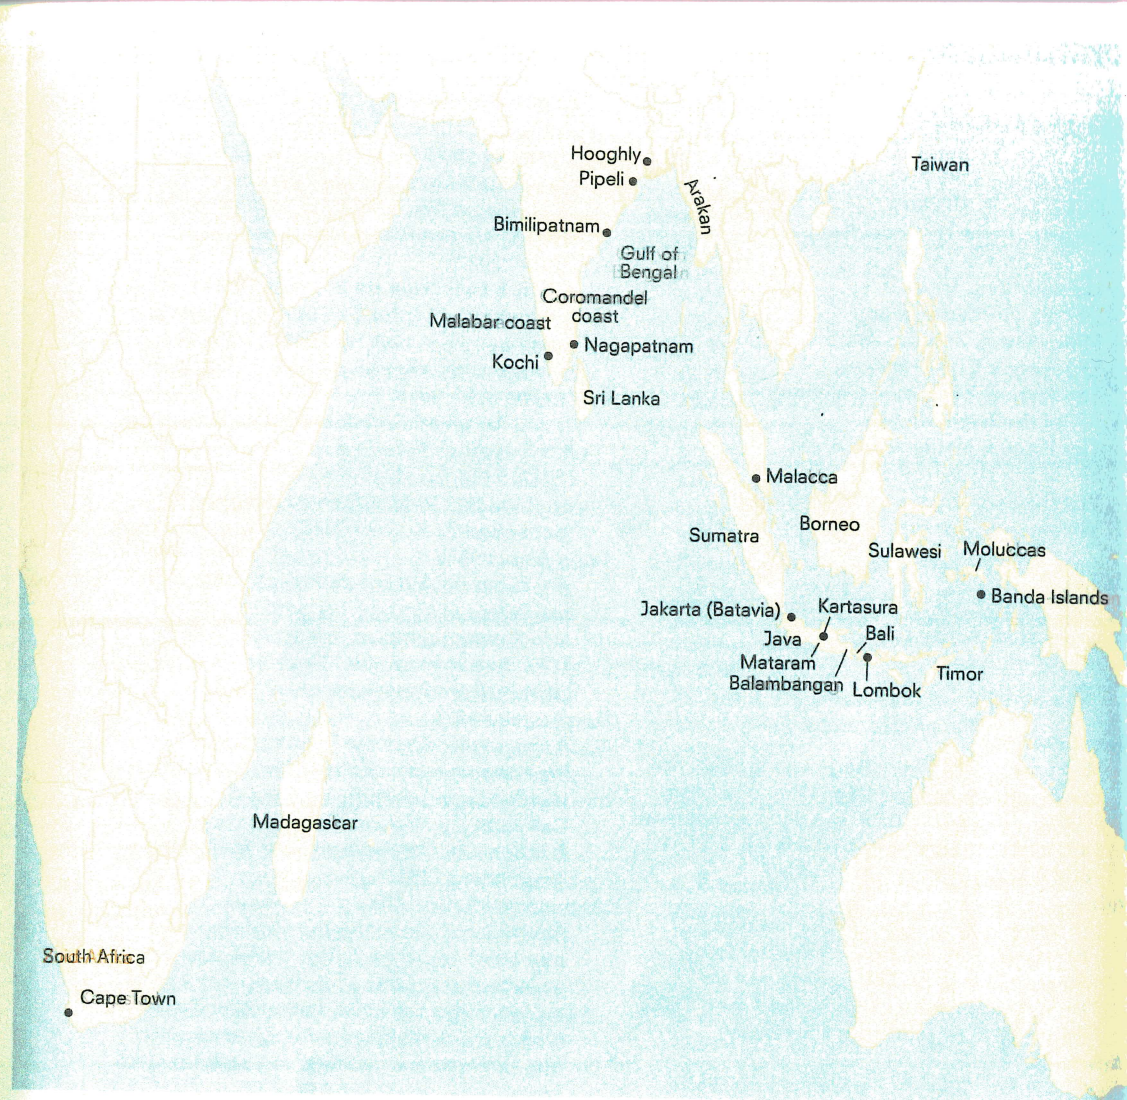 Hooghly
Pipeli
Taiwan
Arakan
Bimilipatnam
Gulf of
Bengal
Coromandel
coast
Malabar coast
Nagapatnam
Kochi
Sri Lanka
Malacca
Borneo
Sumatra
Sulawesi
Moluccas
Banda Islands
Jakarta (Batavia)
Kartasura
Java
Bali
Mataram
Balambangan
Lombok
Timor
Madagascar
South Africa
Cape Town